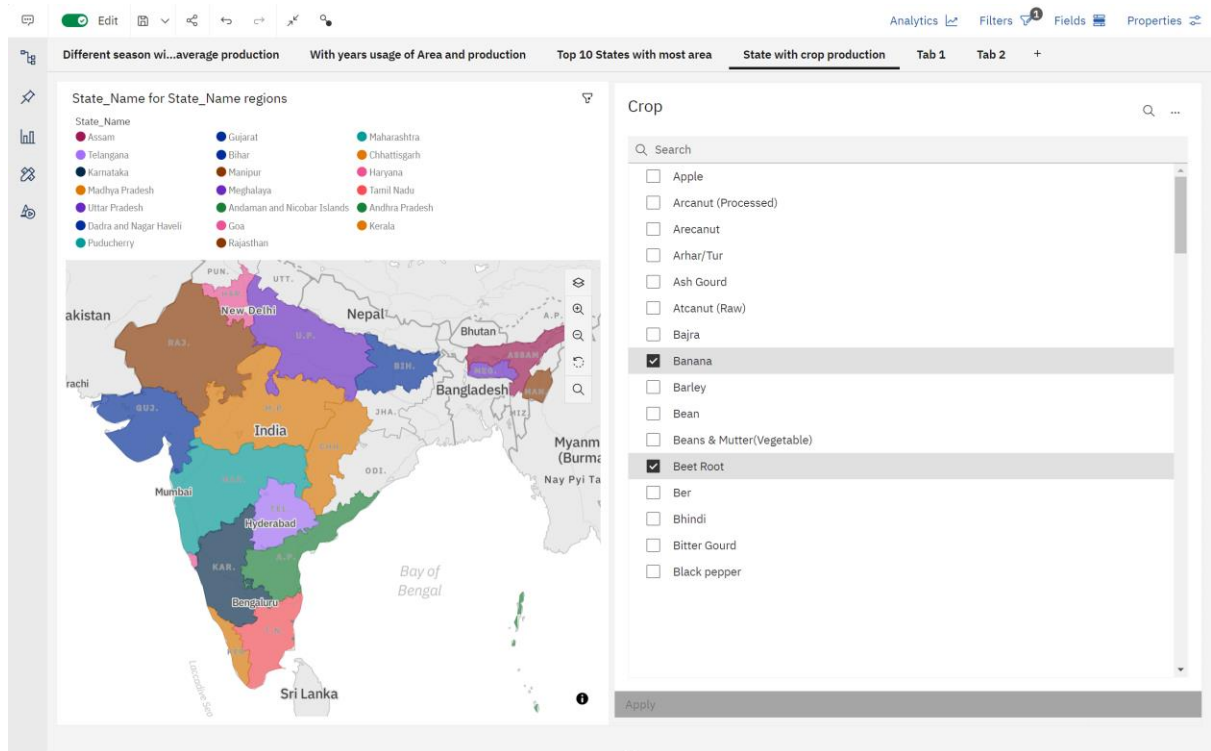 Edit
Analytics
Filters 1
Fields
Properties
Different season wi...average production
With years usage of Area and production
Top 10 States with most area
State with crop production
Tab 1
Tab 2
+
State_Name for State_Name regions
State_Name
Assam Gujarat Maharashtra
Telangana Bihar Chhattisgarh
Karnataka Manipur Haryana
Madhya Pradesh Meghalaya Tamil Nadu
Uttar Pradesh Andaman and Nicobar Islands Andhra Pradesh
Dadra and Nagar Haveli Goa Kerala
Puducherry Rajasthan
PUN.
UTT.
HAR.
New Delhi
Nepal
akistan
A.P.
Bhutan
RAJ.
U.P.
ASSAM
BIH.
MEG.
rachi
Bangladesh
MAN.
GUJ.
M.P.
JHA.
MIZ
India
CHH.
Myanm
(Burma
ODI.
MAH.
Nay Pyi Ta
Mumbai
TEL.
Hyderabad
KAR.
A.P.
Bay of
Bengal
Bengaluru
T.N.
KER.
Laccadive Sea
Sri Lanka
Crop
...
Search
Apple
Arcanut (Processed)
Arecanut
Arhar/Tur
Ash Gourd
Atcanut (Raw)
Bajra
Banana
Barley
Bean
Beans & Mutter(Vegetable)
Beet Root
Ber
Bhindi
Bitter Gourd
Black pepper
Apply